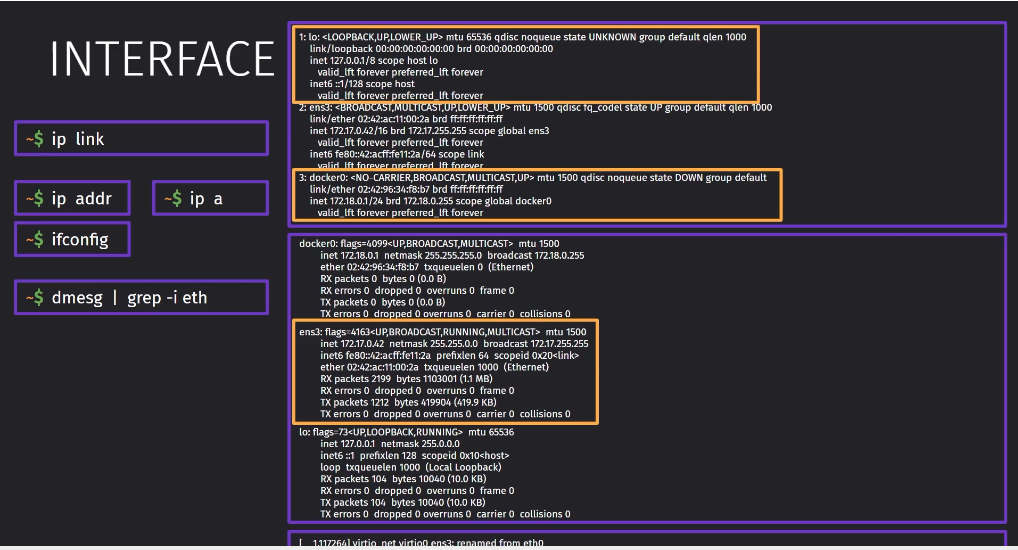 INTERFACE
~$ ip link
~$ ip addr
~$ ip a
~$ ifconfig
~$ dmesg | grep -i eth
1: lo: <LOOPBACK,UP,LOWER_UP> mtu 65536 qdisc noqueue state UNKNOWN group default qlen 1000
link/loopback 00:00:00:00:00:00 brd 00:00:00:00:00:00
inet 127.0.0.1/8 scope host lo
valid_lft forever preferred_lft forever
inet6 ::1/128 scope host
valid_lft forever preferred_lft forever
2: ens3: <BROADCAST,MULTICAST,UP,LOWER_UP> mtu 1500 qdisc fq_codel state UP group default qlen 1000
link/ether 02:42:ac:11:00:2a brd ff:ff:ff:ff:ff:ff
inet 172.17.0.42/16 brd 172.17.255.255 scope global ens3
valid_lft forever preferred_lft forever
inet6 fe80::42:acff:fe11:2a/64 scope link
valid_lft forever preferred_lft forever
3: docker0: <NO-CARRIER,BROADCAST,MULTICAST,UP> mtu 1500 qdisc noqueue state DOWN group default
link/ether 02:42:96:34:f8:b7 brd ff:ff:ff:ff:ff:ff
inet 172.18.0.1/24 brd 172.18.0.255 scope global docker0
valid_lft forever preferred_lft forever
docker0: flags=4099<UP,BROADCAST,MULTICAST> mtu 1500
inet 172.18.0.1 netmask 255.255.255.0 broadcast 172.18.0.255
ether 02:42:96:34:f8:b7 txqueuelen 0 (Ethernet)
RX packets 0 bytes 0 (0.0 B)
RX errors 0 dropped 0 overruns 0 frame 0
TX packets 0 bytes 0 (0.0 B)
TX errors 0 dropped 0 overruns 0 carrier 0 collisions 0
ens3: flags=4163<UP,BROADCAST,RUNNING,MULTICAST> mtu 1500
inet 172.17.0.42 netmask 255.255.0.0 broadcast 172.17.255.255
inet6 fe80::42:acff:fe11:2a prefixlen 64 scopeid 0x20<link>
ether 02:42:ac:11:00:2a txqueuelen 1000 (Ethernet)
RX packets 2199 bytes 1103001 (1.1 MB)
RX errors 0 dropped 0 overruns 0 frame 0
TX packets 1212 bytes 419904 (419.9 KB)
TX errors 0 dropped 0 overruns 0 carrier 0 collisions 0
lo: flags=73<UP,LOOPBACK,RUNNING> mtu 65536
inet 127.0.0.1 netmask 255.0.0.0
inet6 ::1 prefixlen 128 scopeid 0x10<host>
loop txqueuelen 1000 (Local Loopback)
RX packets 104 bytes 10040 (10.0 KB)
RX errors 0 dropped 0 overruns 0 frame 0
TX packets 104 bytes 10040 (10.0 KB)
TX errors 0 dropped 0 overruns 0 carrier 0 collisions 0
[ 1.117264] virtio_net virtio0 ens3: renamed from eth0